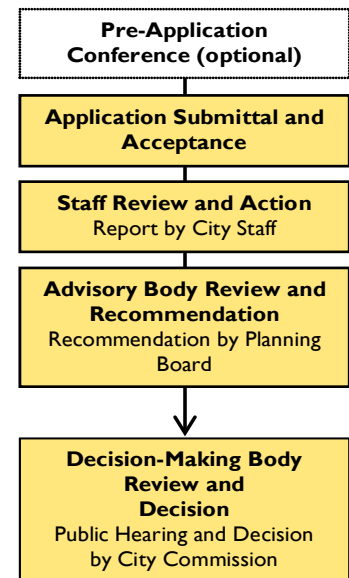 Pre-Application
Conference (optional)
Application Submittal and
Acceptance
Staff Review and Action
Report by City Staff
Advisory Body Review and
Recommendation
Recommendation by Planning
Board
Decision-Making Body
Review and
Decision
Public Hearing and Decision
by City Commission